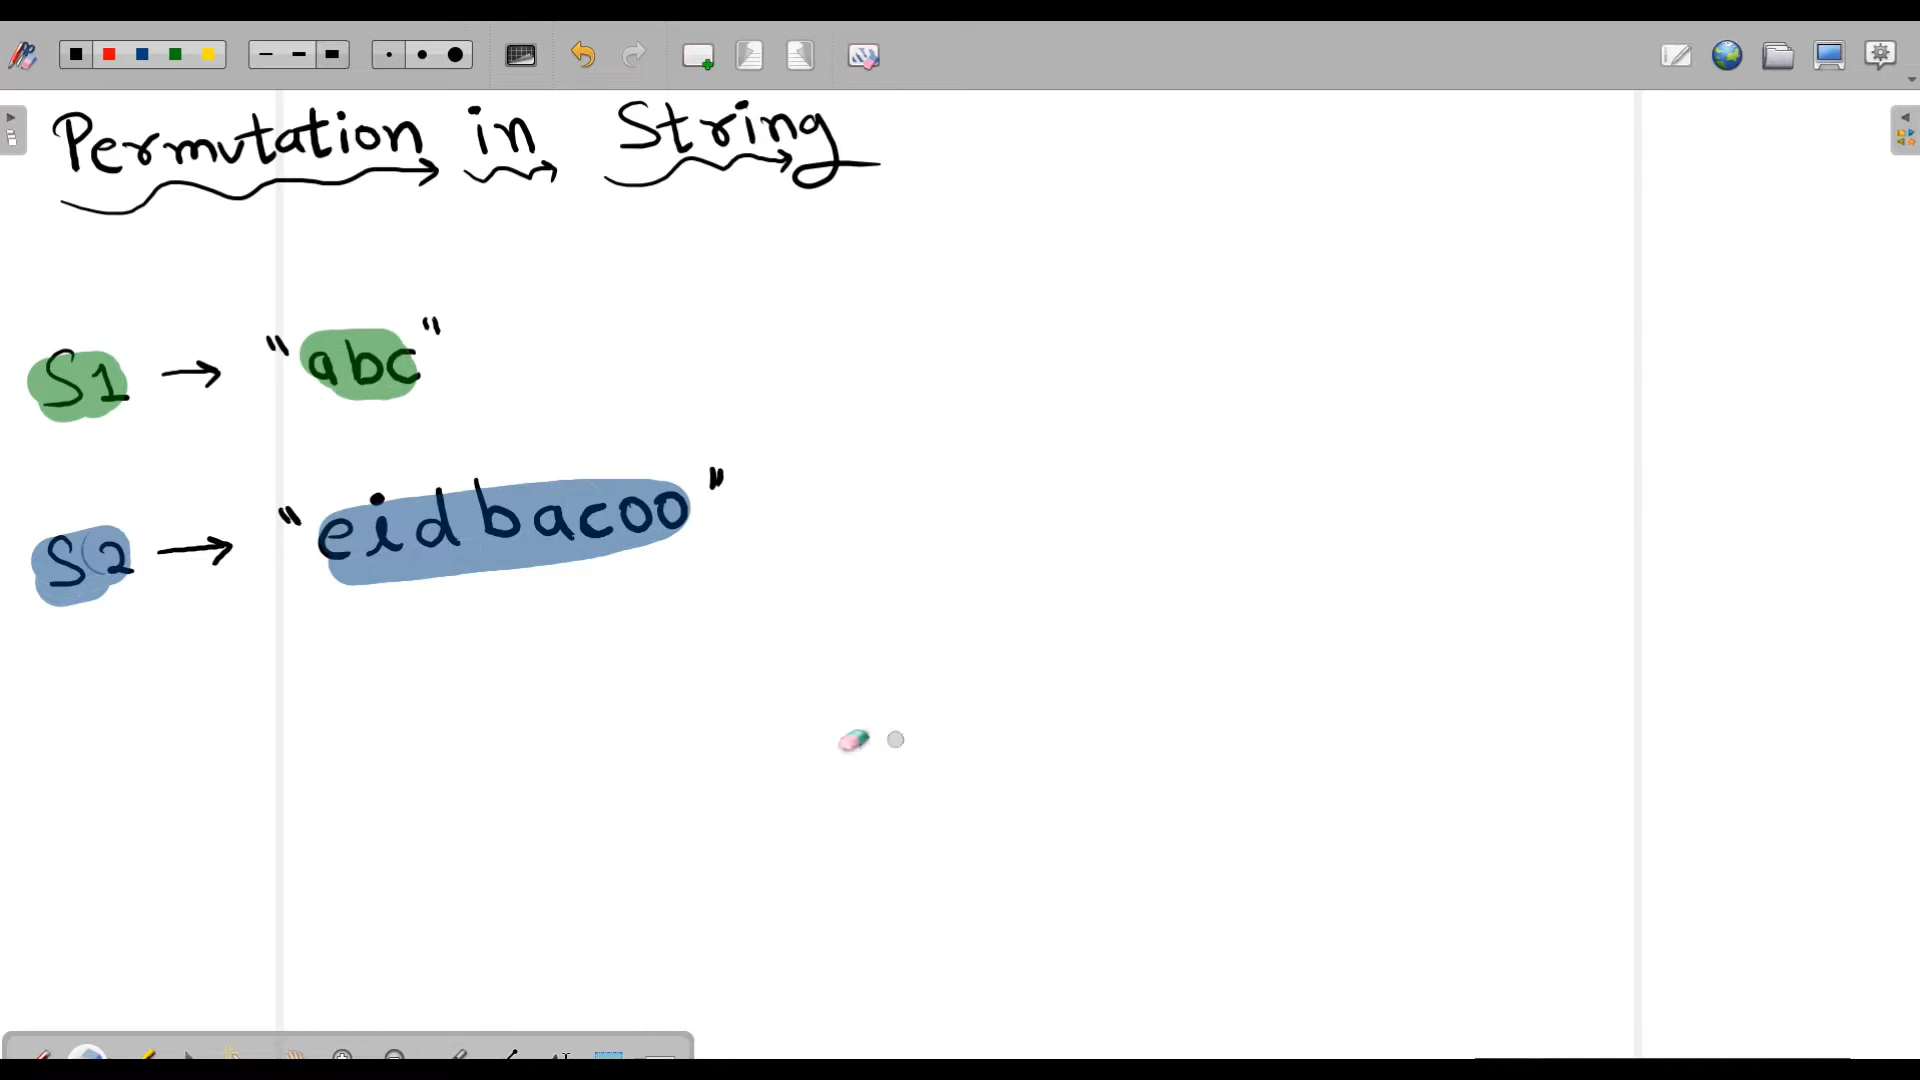 Permutation in String
S1 → "abc"
S2 → "eidbacoo"